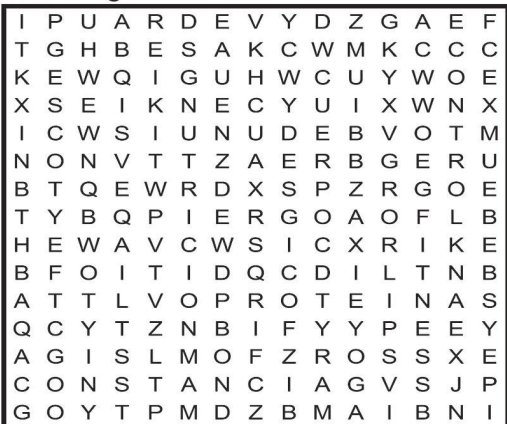 I P U A R D E V Y D Z G A E F
T G H B E S A K C W M K C C C
K E W Q I G U H W C U Y W O E
X S E I K N E C Y U I X W N X
I C W S I U N U D E B V O T M
N O N V T T Z A E R B G E R U
B T Q E W R D X S P Z R G O E
T Y B Q P I E R G O A O F L B
H E W A V C W S I C X R I K E
B F O I T I D Q C D I L T N B
A T T L V O P R O T E I N A S
Q C Y T Z N B I F Y Y P E E Y
A G I S L M O F Z R O S S X E
C O N S T A N C I A G V S J P
G O Y T P M D Z B M A I B N I